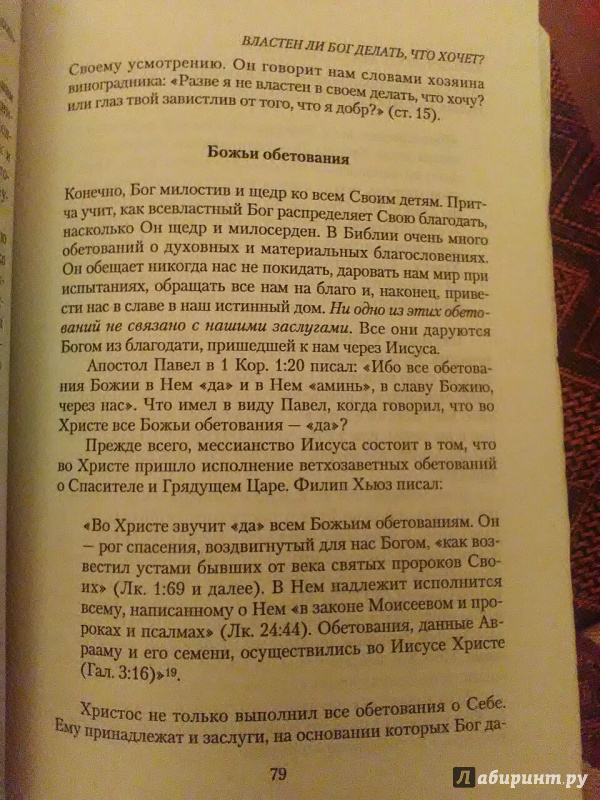 ВЛАСТЕН ЛИ БОГ ДЕЛАТЬ, ЧТО ХОЧЕТ?
Своему усмотрению. Он говорит нам словами хозяина
виноградника: «Разве я не властен в своем делать, что хочу?
или глаз твой завистлив от того, что я добр?» (ст. 15).
Божьи обетования
Конечно, Бог милостив и щедр ко всем Своим детям. Прит-
ча учит, как всевластный Бог распределяет Свою благодать,
насколько Он щедр и милосерден. В Библии очень много
обетований о духовных и материальных благословениях.
Он обещает никогда нас не покидать, даровать нам мир при
испытаниях, обращать все нам на благо и, наконец, приве-
сти нас в славе в наш истинный дом. Ни одно из этих обето-
ваний не связано с нашими заслугами. Все они даруются
Богом из благодати, пришедшей к нам через Иисуса.
Апостол Павел в 1 Кор. 1:20 писал: «Ибо все обетова-
ния Божии в Нем «да» и в Нем «аминь», в славу Божию,
через нас». Что имел в виду Павел, когда говорил, что во
Христе все Божьи обетования — «да»?
Прежде всего, мессианство Иисуса состоит в том, что
во Христе пришло исполнение ветхозаветных обетований
о Спасителе и Грядущем Царе. Филип Хьюз писал:
«Во Христе звучит «да» всем Божьим обетованиям. Он
— рог спасения, воздвигнутый для нас Богом, «как воз-
вестил устами бывших от века святых пророков Сво-
их» (Лк. 1:69 и далее). В Нем надлежит исполнится
всему, написанному о Нем «в законе Моисеевом и про-
роках и псалмах» (Лк. 24:44). Обетования, данные Ав-
рааму и его семени, осуществились во Иисусе Христе
(Гал. 3:16)»¹⁹.
Христос не только выполнил все обетования о Себе.
Ему принадлежат и заслуги, на основании которых Бог да-
79
Лабиринт.ру